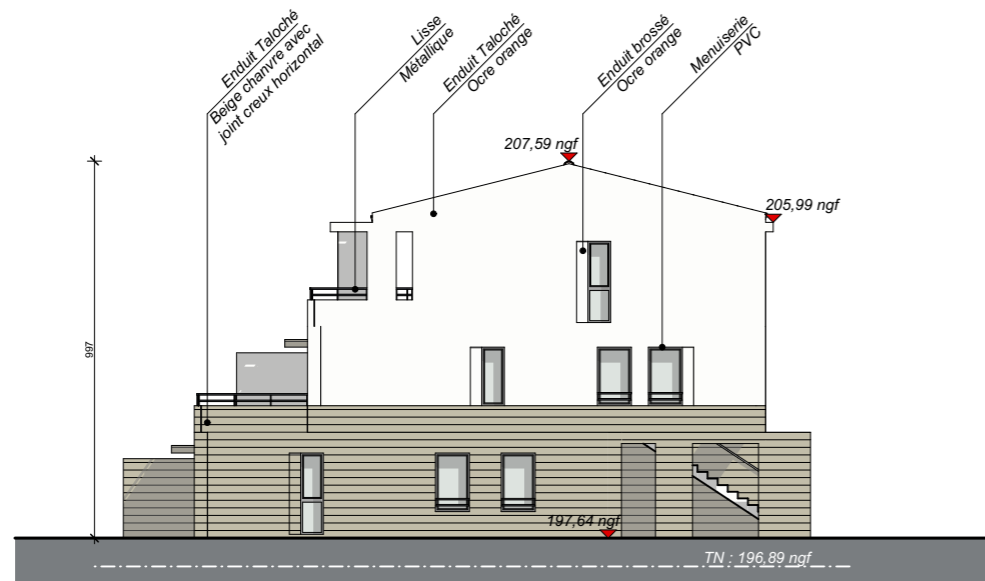 Enduit Taloché
Beige chanvre avec
joint creux horizontal
Lisse
Métallique
Enduit Taloché
Ocre orange
Enduit brossé
Ocre orange
Menuiserie
PVC
207,59 ngf
205,99 ngf
997
197,64 ngf
TN : 196,89 ngf